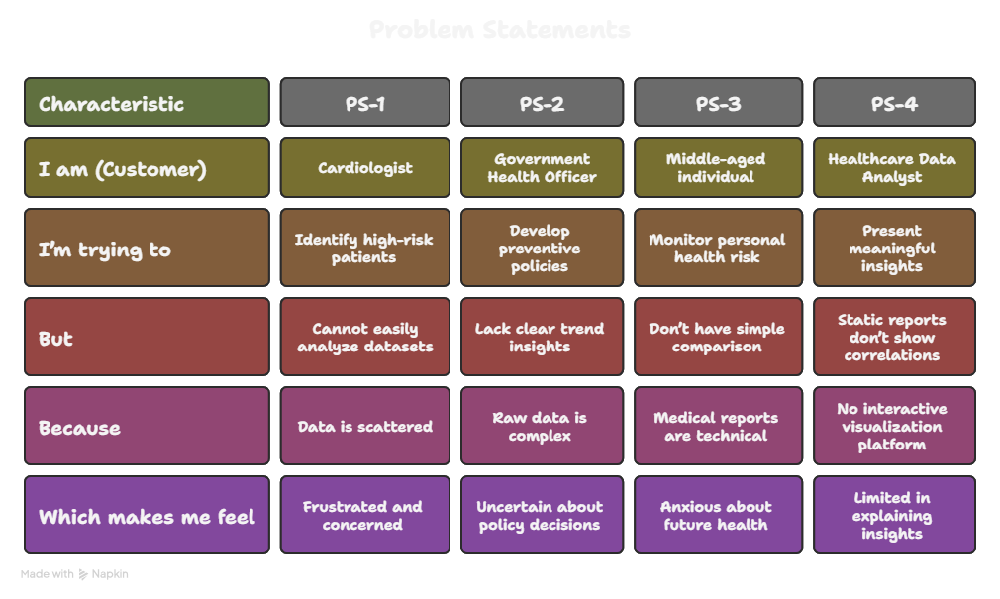 Problem Statements
Characteristic
PS-1
PS-2
PS-3
PS-4
I am (Customer)
Cardiologist
Government
Health Officer
Middle-aged
individual
Healthcare Data
Analyst
I'm trying to
Identify high-risk
patients
Develop
preventive
policies
Monitor personal
health risk
Present
meaningful
insights
But
Cannot easily
analyze datasets
Lack clear trend
insights
Don't have simple
comparison
Static reports
don't show
correlations
Because
Data is scattered
Raw data is
complex
Medical reports
are technical
No interactive
visualization
platform
Which makes me feel
Frustrated and
concerned
Uncertain about
policy decisions
Anxious about
future health
Limited in
explaining
insights
Made with Napkin